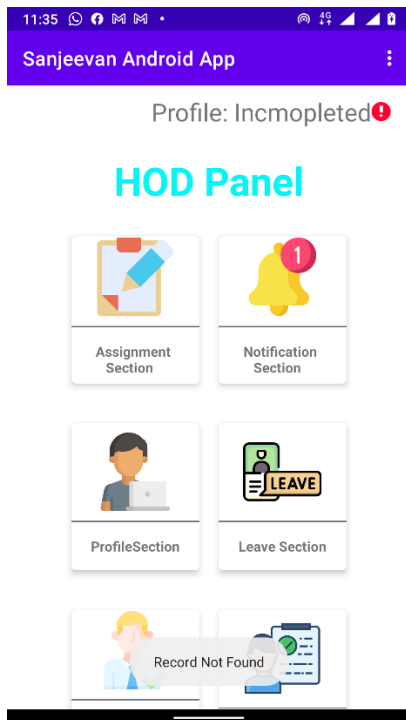 11:35
4G
Sanjeevan Android App
Profile: Incmopleted
HOD Panel
1
Assignment
Section
Notification
Section
LEAVE
ProfileSection
Leave Section
Record Not Found